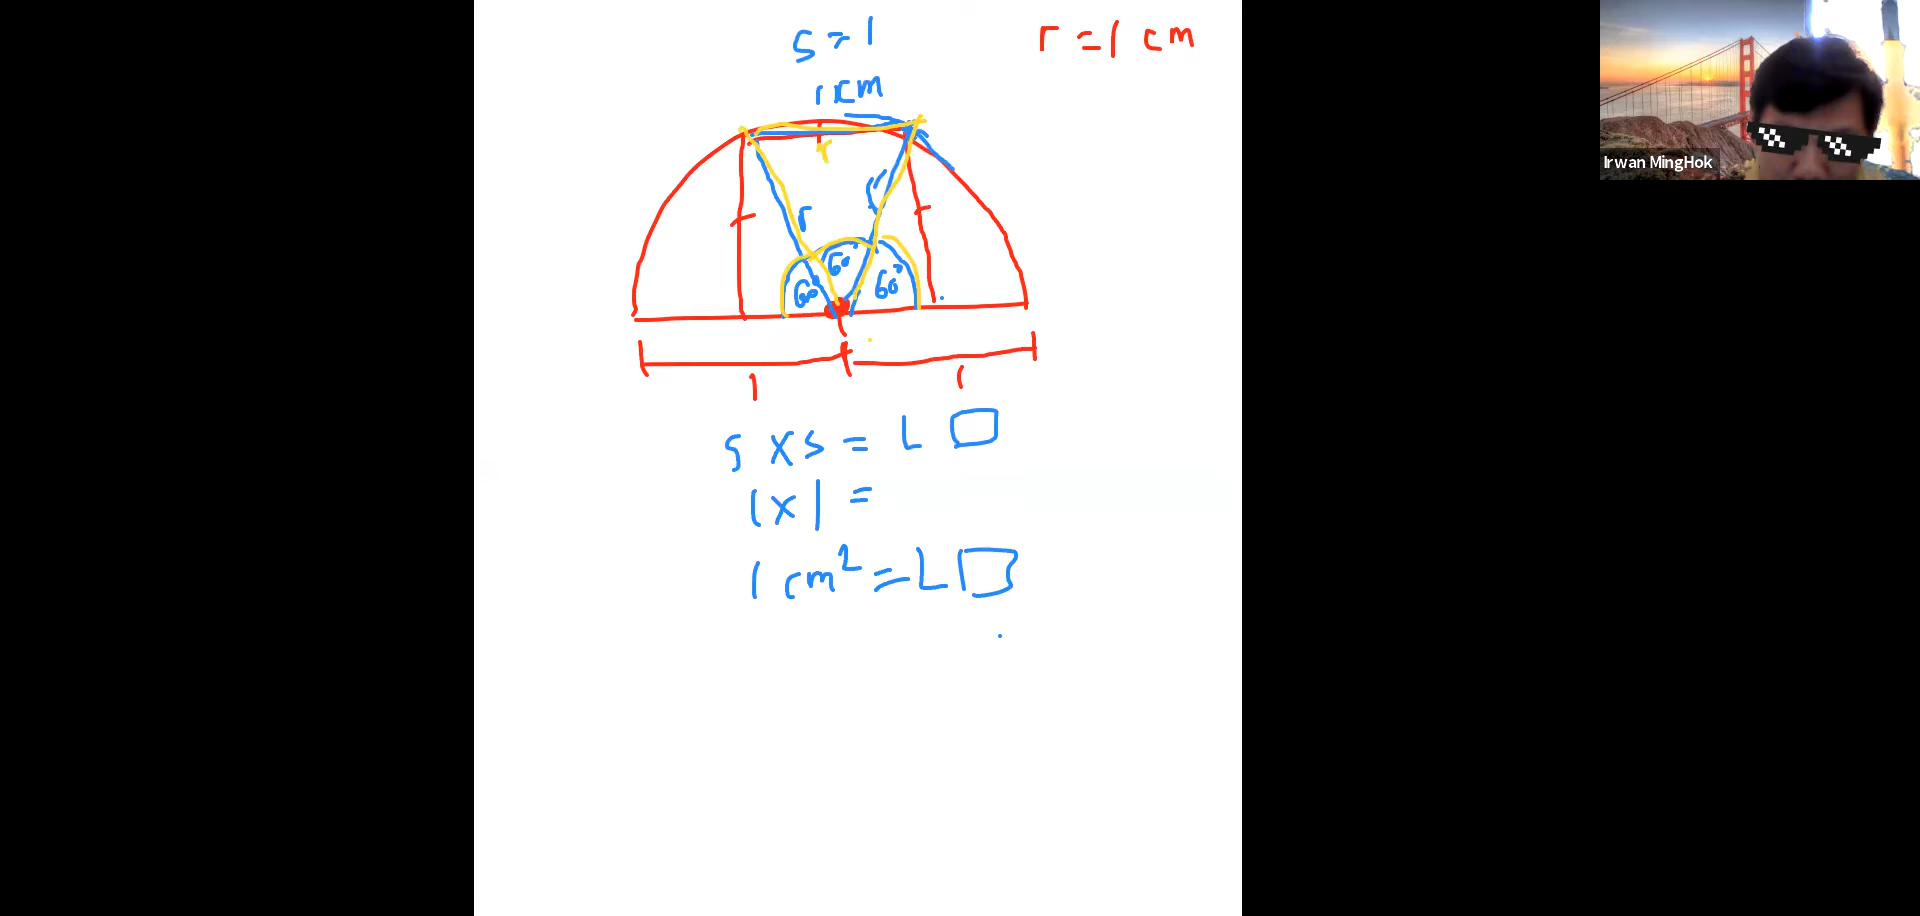 s = 1
r = 1 cm
1 cm
r
r
r
60°
60°
60°
1
1
s x s = L □
1 x 1 =
1 cm² = L □
Irwan MingHok